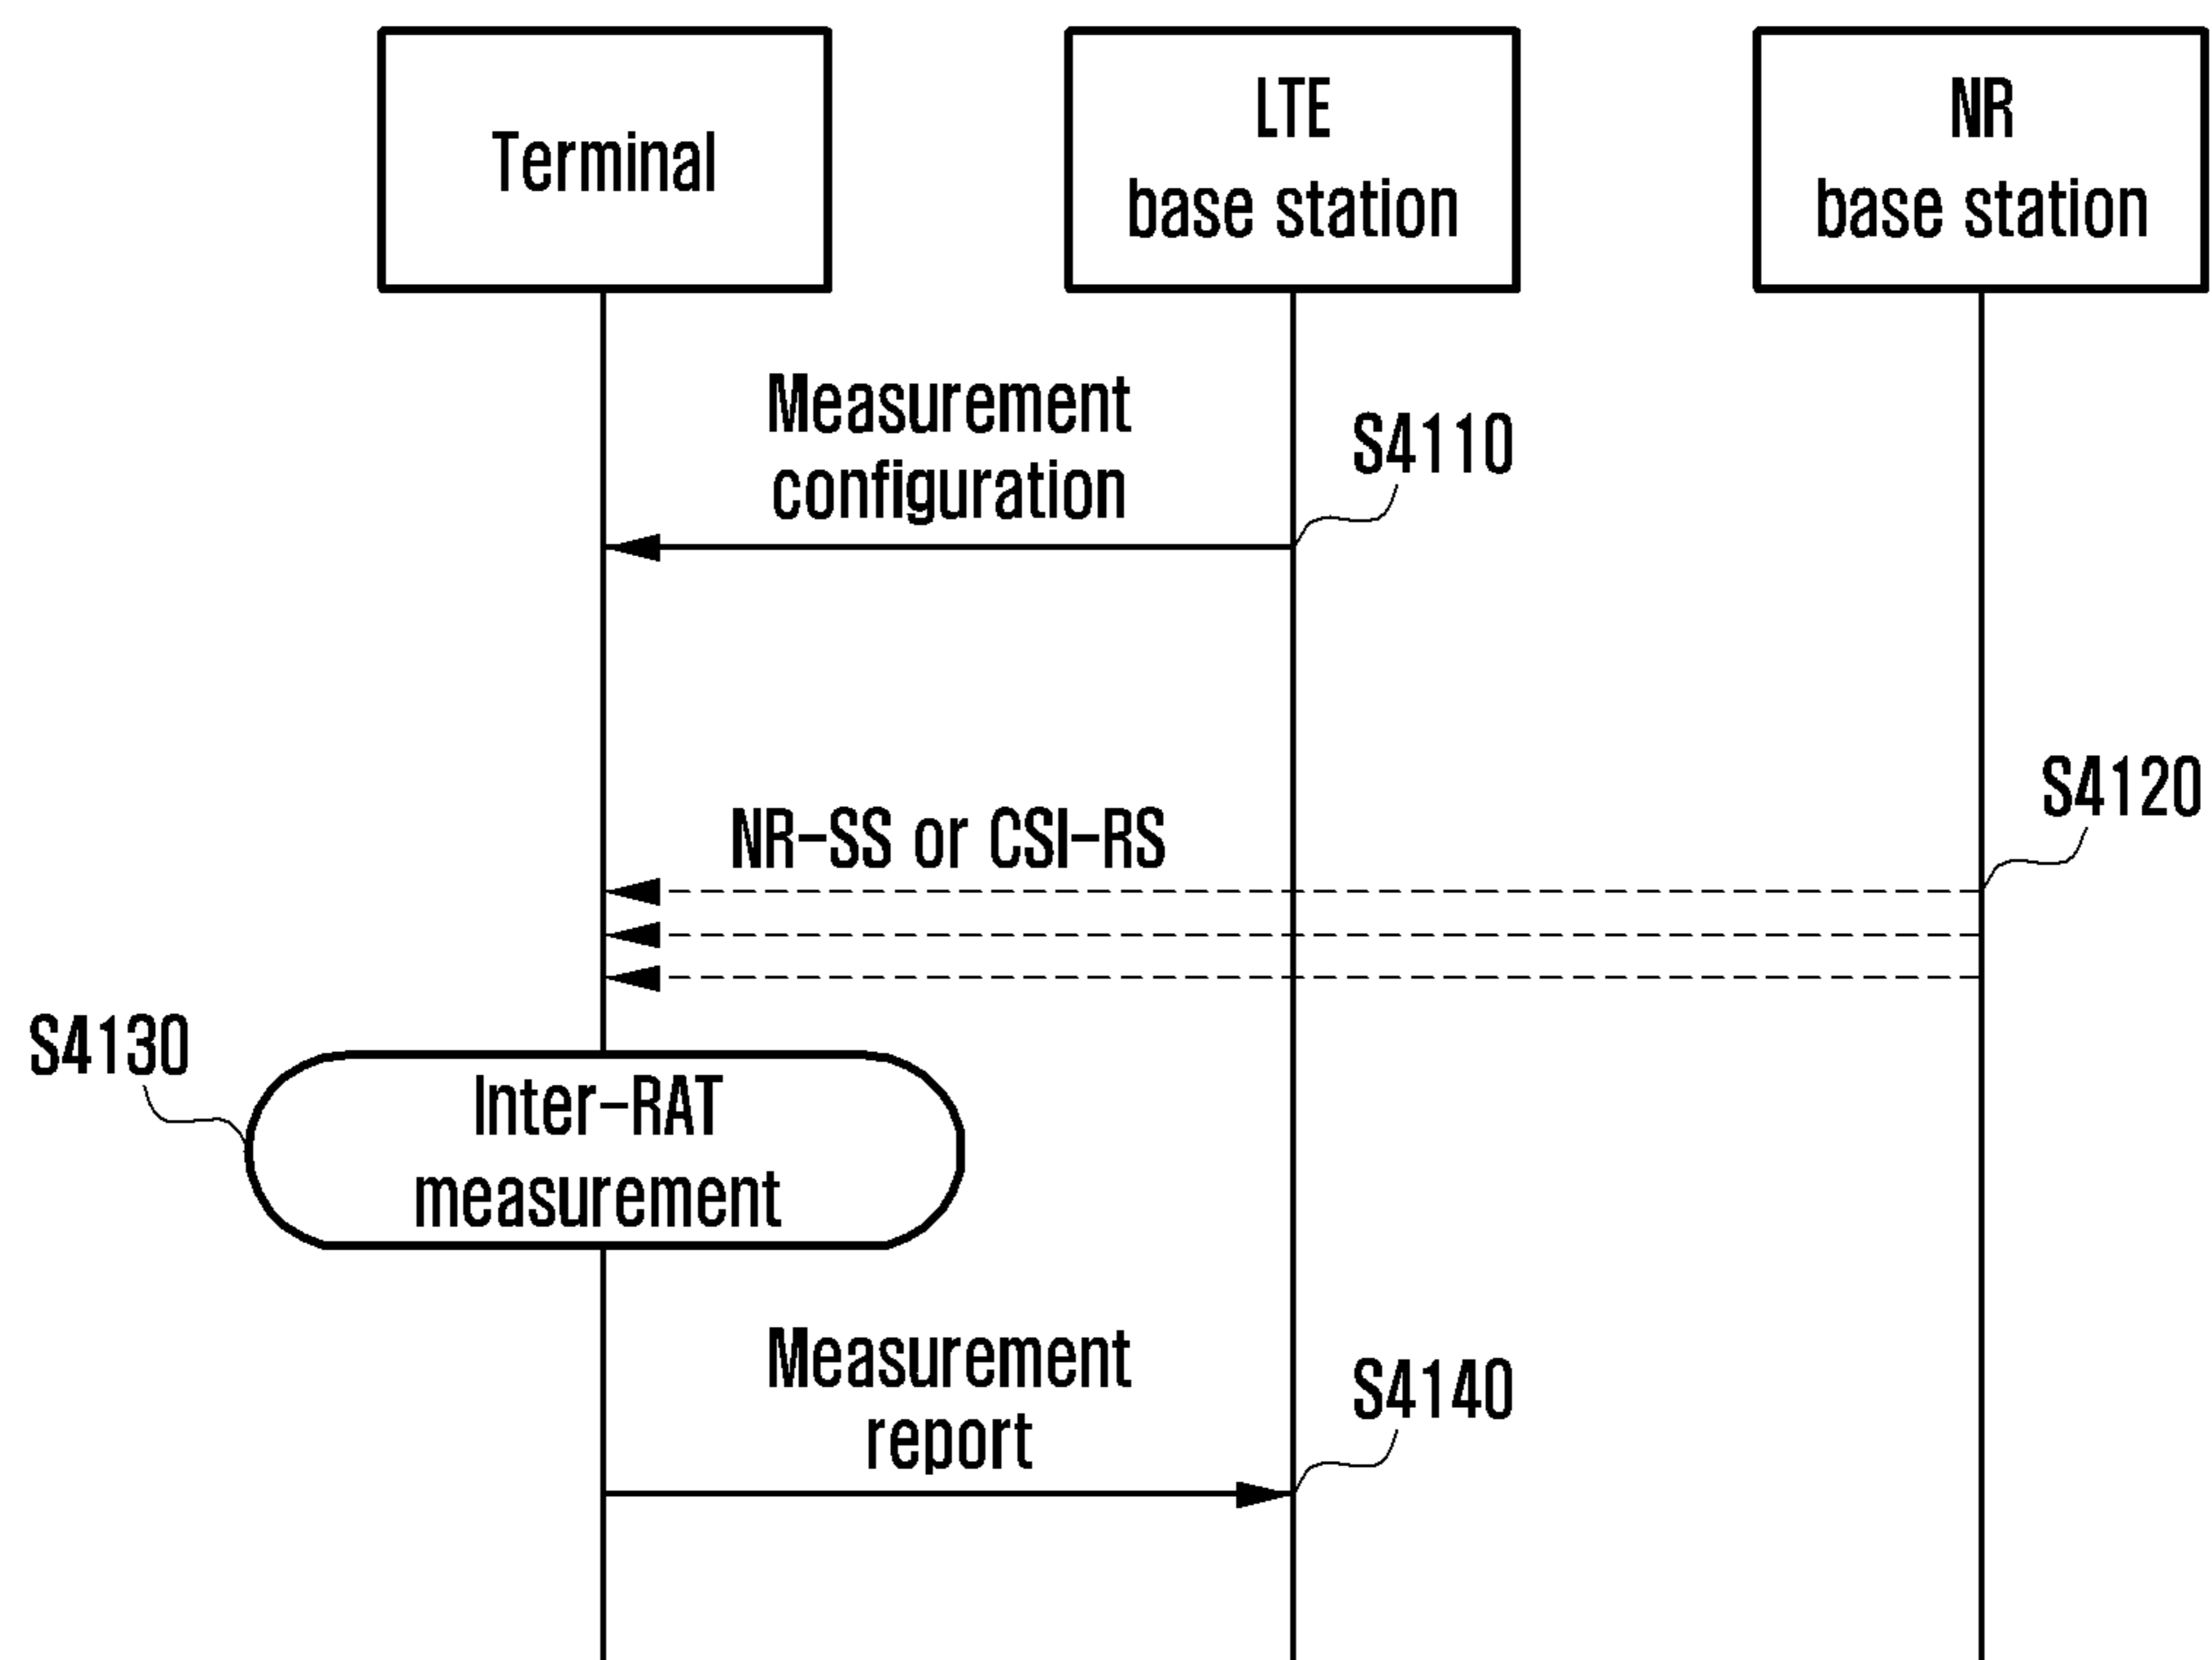 Terminal
LTE
base station
NR
base station
Measurement
configuration
S4110
S4120
NR-SS or CSI-RS
S4130
Inter-RAT
measurement
Measurement
report
S4140